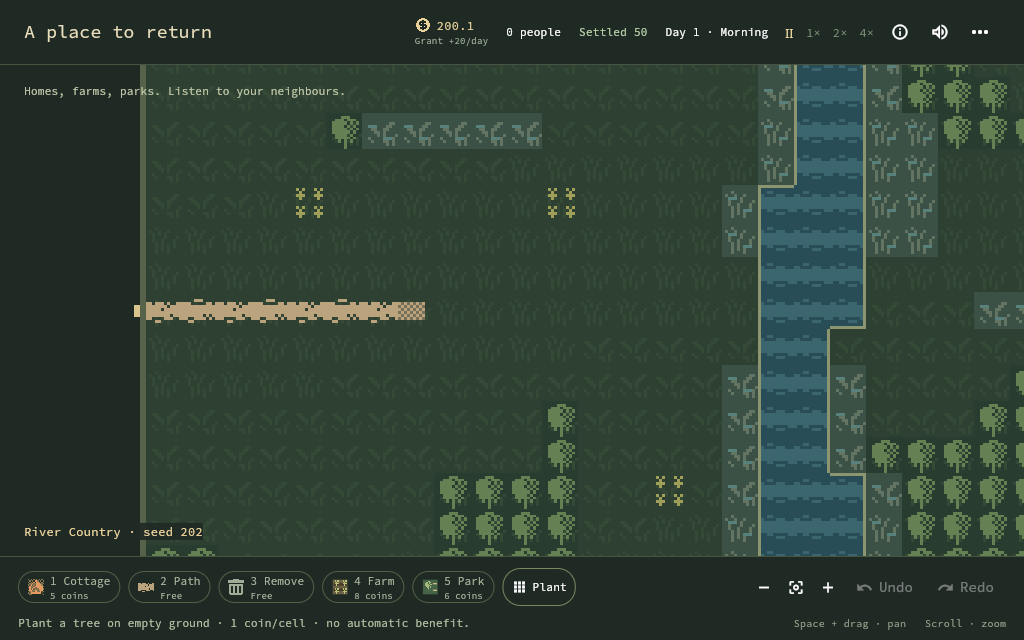 A place to return
200.1
Grant +20/day
0 people
Settled 50
Day 1 · Morning
II 1× 2× 4×
Homes, farms, parks. Listen to your neighbours.
River Country · seed 202
1 Cottage
5 coins
2 Path
Free
3 Remove
Free
4 Farm
8 coins
5 Park
6 coins
Plant
Undo
Redo
Plant a tree on empty ground · 1 coin/cell · no automatic benefit.
Space + drag · pan
Scroll · zoom